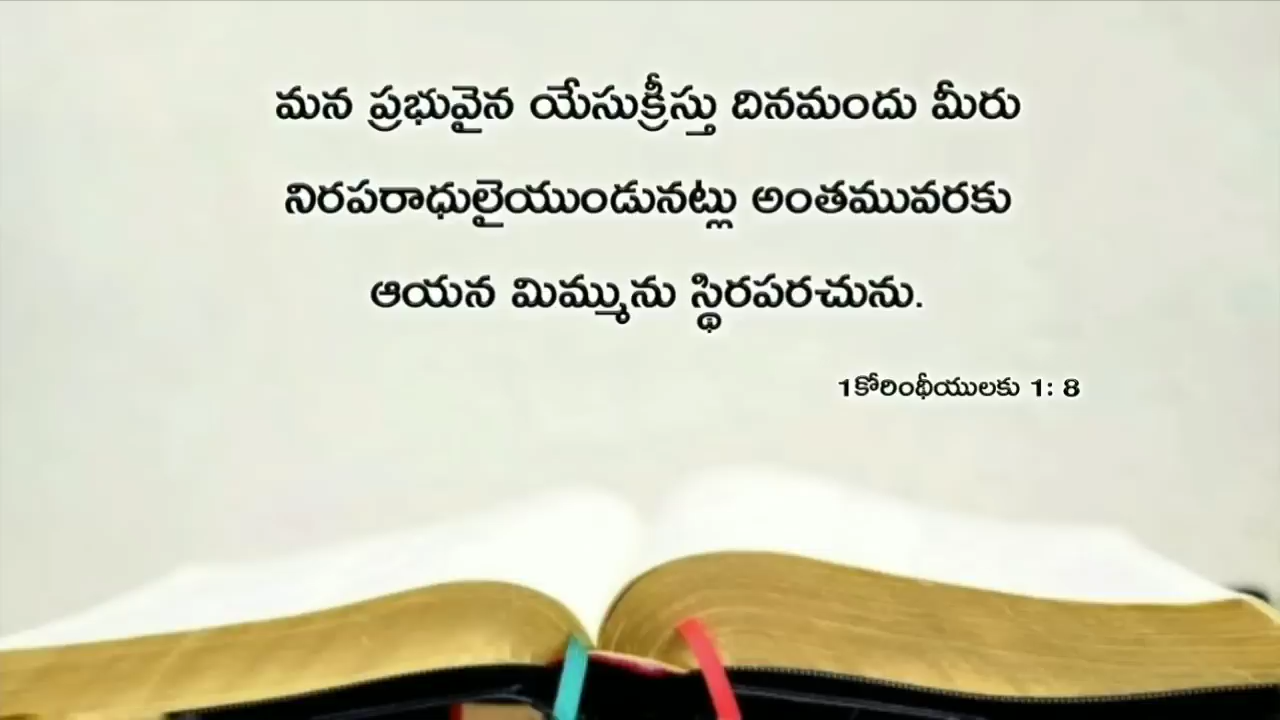 మన ప్రభువైన యేసుక్రీస్తు దినమందు మీరు
నిరపరాధులైయుండునట్లు అంతమువరకు
ఆయన మిమ్మును స్థిరపరచును.
1కోరింథీయులకు 1: 8